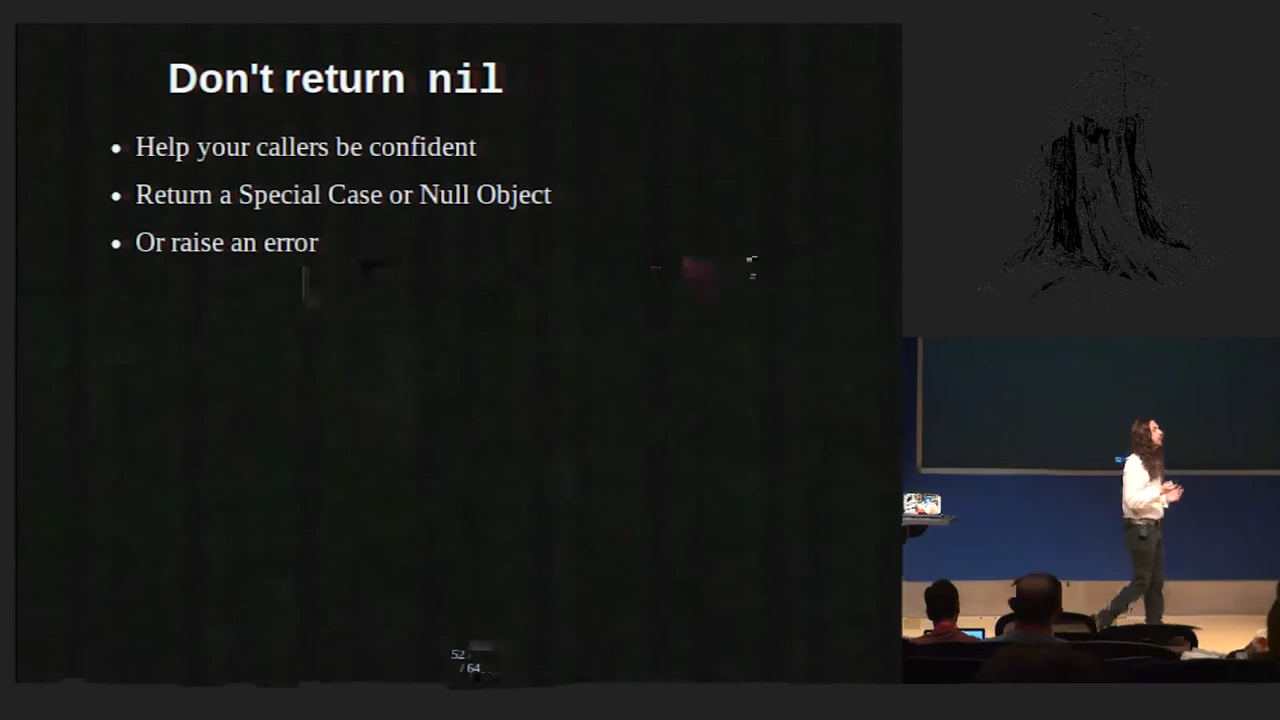 Don't return nil
Help your callers be confident
Return a Special Case or Null Object
Or raise an error
52
/ 64